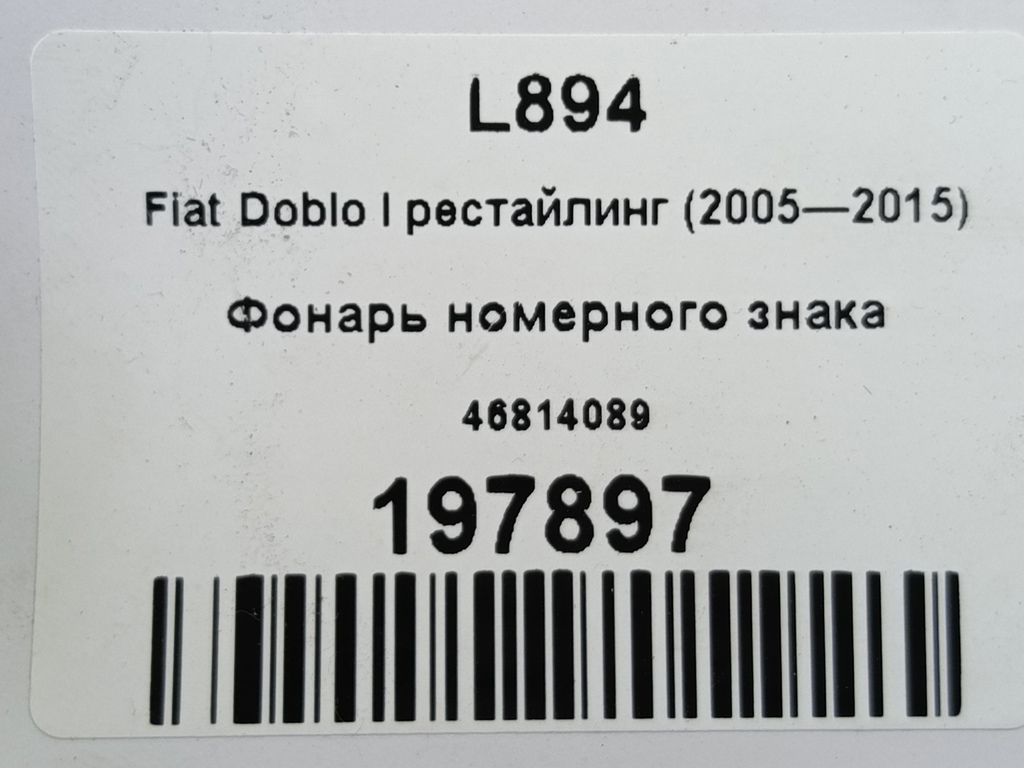 L894
Fiat Doblo I рестайлинг (2005—2015)
Фонарь номерного знака
46814089
197897